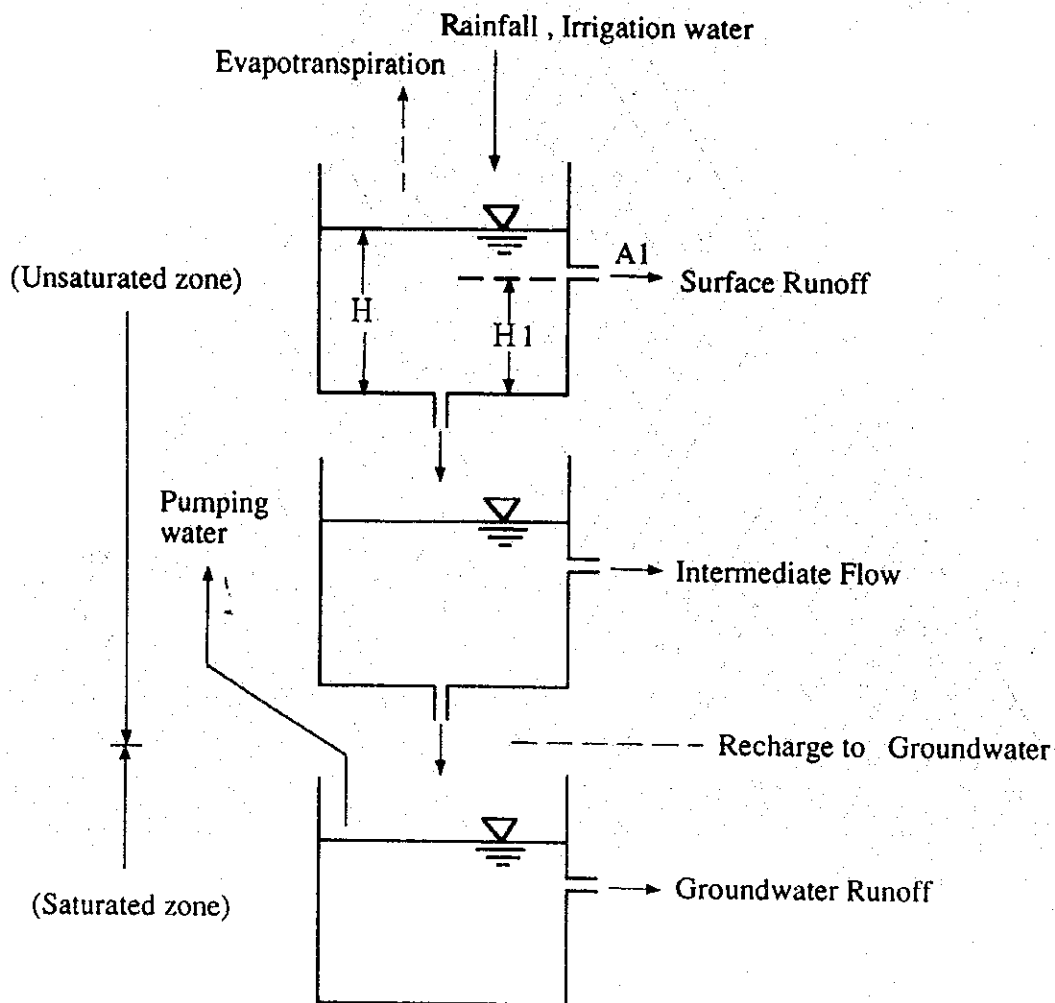 Rainfall , Irrigation water
Evapotranspiration
A1
(Unsaturated zone)
Surface Runoff
H
H1
Pumping
water
Intermediate Flow
Recharge to Groundwater
(Saturated zone)
Groundwater Runoff